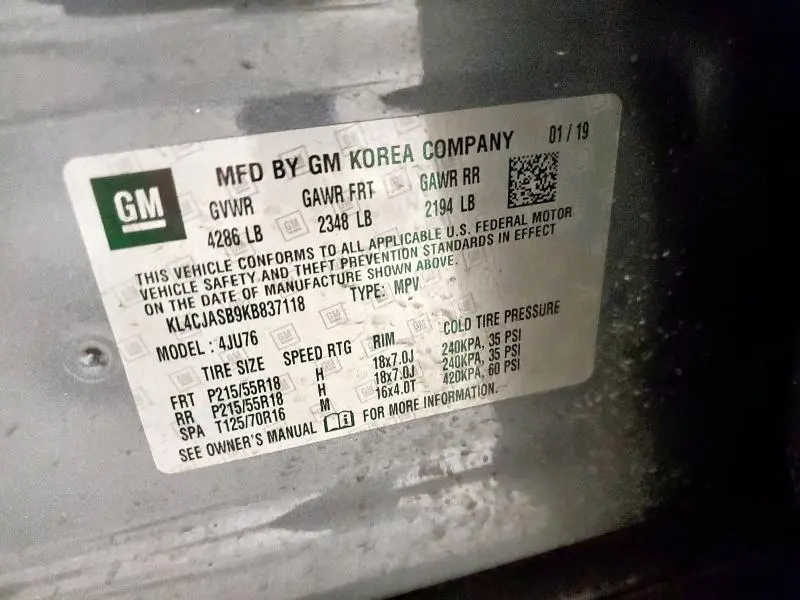 GM
MFD BY GM KOREA COMPANY 01 / 19
GVWR GAWR FRT GAWR RR
4286 LB 2348 LB 2194 LB
THIS VEHICLE CONFORMS TO ALL APPLICABLE U.S. FEDERAL MOTOR
VEHICLE SAFETY AND THEFT PREVENTION STANDARDS IN EFFECT
ON THE DATE OF MANUFACTURE SHOWN ABOVE.
KL4CJASB9KB837118 TYPE: MPV
MODEL : 4JU76
TIRE SIZE SPEED RTG RIM COLD TIRE PRESSURE
FRT P215/55R18 H 18x7.0J 240KPA, 35 PSI
RR P215/55R18 H 18x7.0J 240KPA, 35 PSI
SPA T125/70R16 M 16x4.0T 420KPA, 60 PSI
SEE OWNER'S MANUAL FOR MORE INFORMATION.